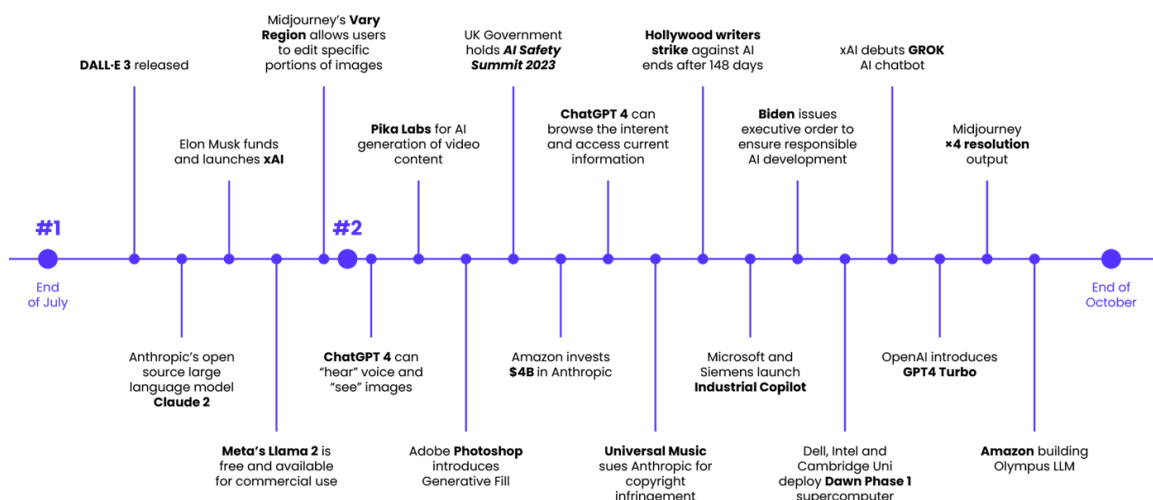 DALL·E 3 released
Elon Musk funds
and launches xAI
Midjourney's Vary
Region allows users
to edit specific
portions of images
Pika Labs for AI
generation of video
content
UK Government
holds AI Safety
Summit 2023
ChatGPT 4 can
browse the interent
and access current
information
Hollywood writers
strike against AI
ends after 148 days
Biden issues
executive order to
ensure responsible
AI development
xAI debuts GROK
AI chatbot
Midjourney
×4 resolution
output
#1
#2
End
of July
End of
October
Anthropic's open
source large
language model
Claude 2
Meta's Llama 2 is
free and available
for commercial use
ChatGPT 4 can
"hear" voice and
"see" images
Adobe Photoshop
introduces
Generative Fill
Amazon invests
$4B in Anthropic
Universal Music
sues Anthropic for
copyright
infringement
Microsoft and
Siemens launch
Industrial Copilot
Dell, Intel and
Cambridge Uni
deploy Dawn Phase 1
supercomputer
OpenAI introduces
GPT4 Turbo
Amazon building
Olympus LLM